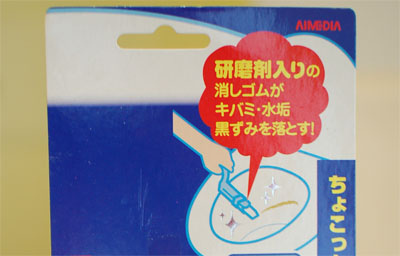 AIMEDIA
研磨剤入りの
消しゴムが
キバミ・水垢
黒ずみを落とす!
ちょこっ